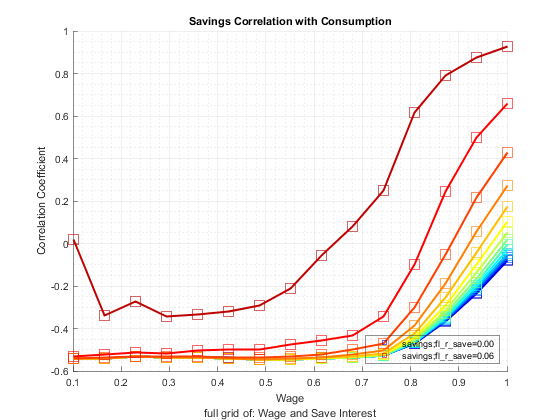 Savings Correlation with Consumption
1
0.8
0.6
0.4
0.2
0
-0.2
-0.4
-0.6
Correlation Coefficient
savings;fl_r_save=0.00
savings;fl_r_save=0.06
0.1 0.2 0.3 0.4 0.5 0.6 0.7 0.8 0.9 1
Wage
full grid of: Wage and Save Interest